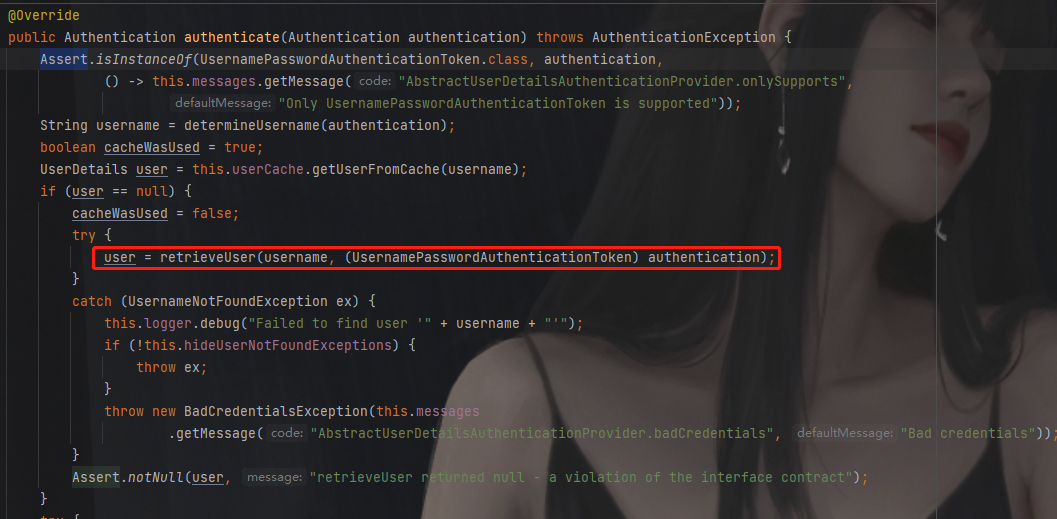 @Override
public Authentication authenticate(Authentication authentication) throws AuthenticationException {
Assert.isInstanceOf(UsernamePasswordAuthenticationToken.class, authentication,
() -> this.messages.getMessage( code: "AbstractUserDetailsAuthenticationProvider.onlySupports",
defaultMessage: "Only UsernamePasswordAuthenticationToken is supported"));
String username = determineUsername(authentication);
boolean cacheWasUsed = true;
UserDetails user = this.userCache.getUserFromCache(username);
if (user == null) {
cacheWasUsed = false;
try {
user = retrieveUser(username, (UsernamePasswordAuthenticationToken) authentication);
}
catch (UsernameNotFoundException ex) {
this.logger.debug("Failed to find user '" + username + "'");
if (!this.hideUserNotFoundExceptions) {
throw ex;
}
throw new BadCredentialsException(this.messages
.getMessage( code: "AbstractUserDetailsAuthenticationProvider.badCredentials", defaultMessage: "Bad credentials"));
}
Assert.notNull(user, message: "retrieveUser returned null - a violation of the interface contract");
}
try {